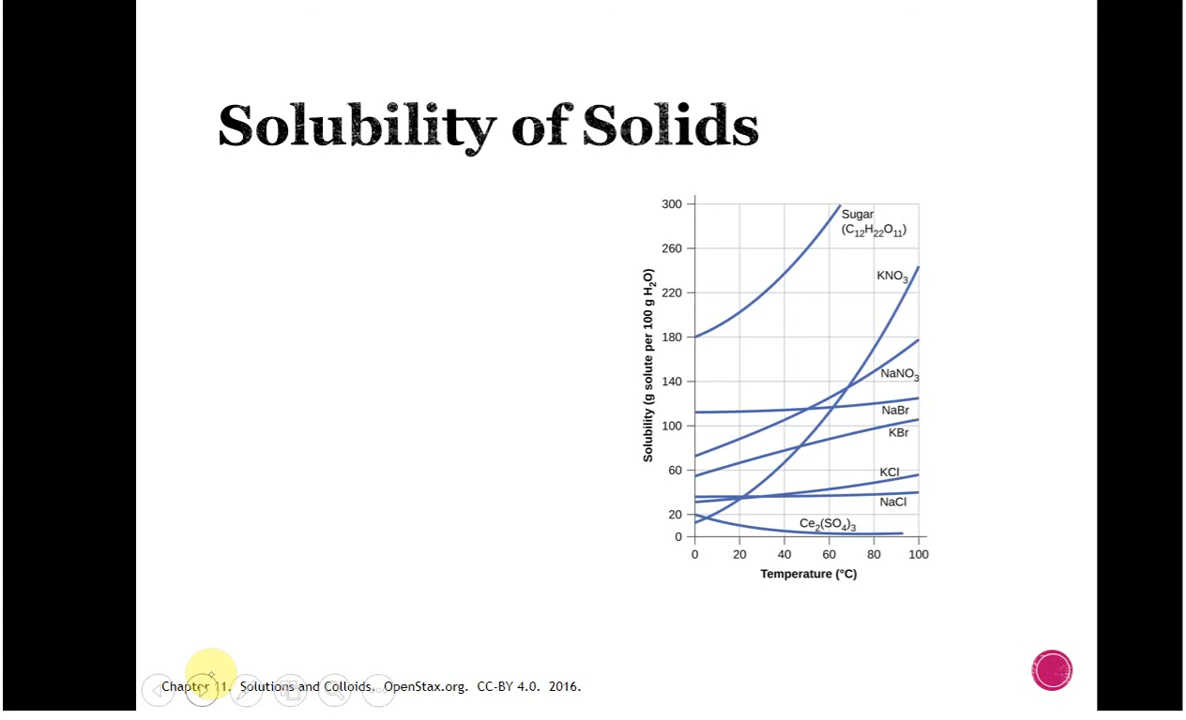 Solubility of Solids
300
260
220
180
140
100
60
20
0
Solubility (g solute per 100 g H₂O)
Sugar
(C₁₂H₂₂O₁₁)
KNO₃
NaNO₃
NaBr
KBr
KCl
NaCl
Ce₂(SO₄)₃
0 20 40 60 80 100
Temperature (°C)
Chapter 11. Solutions and Colloids. OpenStax.org. CC-BY 4.0. 2016.